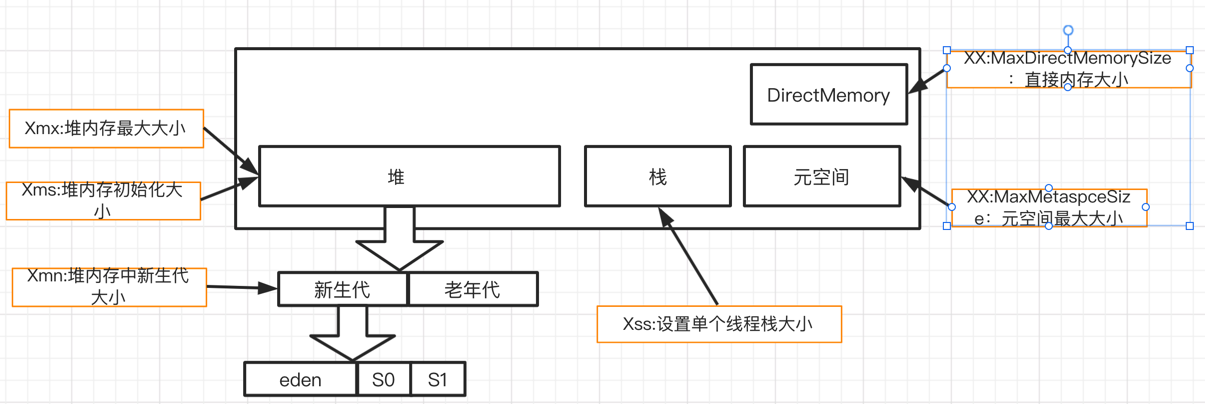 XX:MaxDirectMemorySize
：直接内存大小
DirectMemory
Xmx:堆内存最大大小
Xms:堆内存初始化大
小
堆
栈
元空间
XX:MaxMetaspceSiz
e：元空间最大大小
Xmn:堆内存中新生代
大小
新生代
老年代
Xss:设置单个线程栈大小
eden
S0
S1